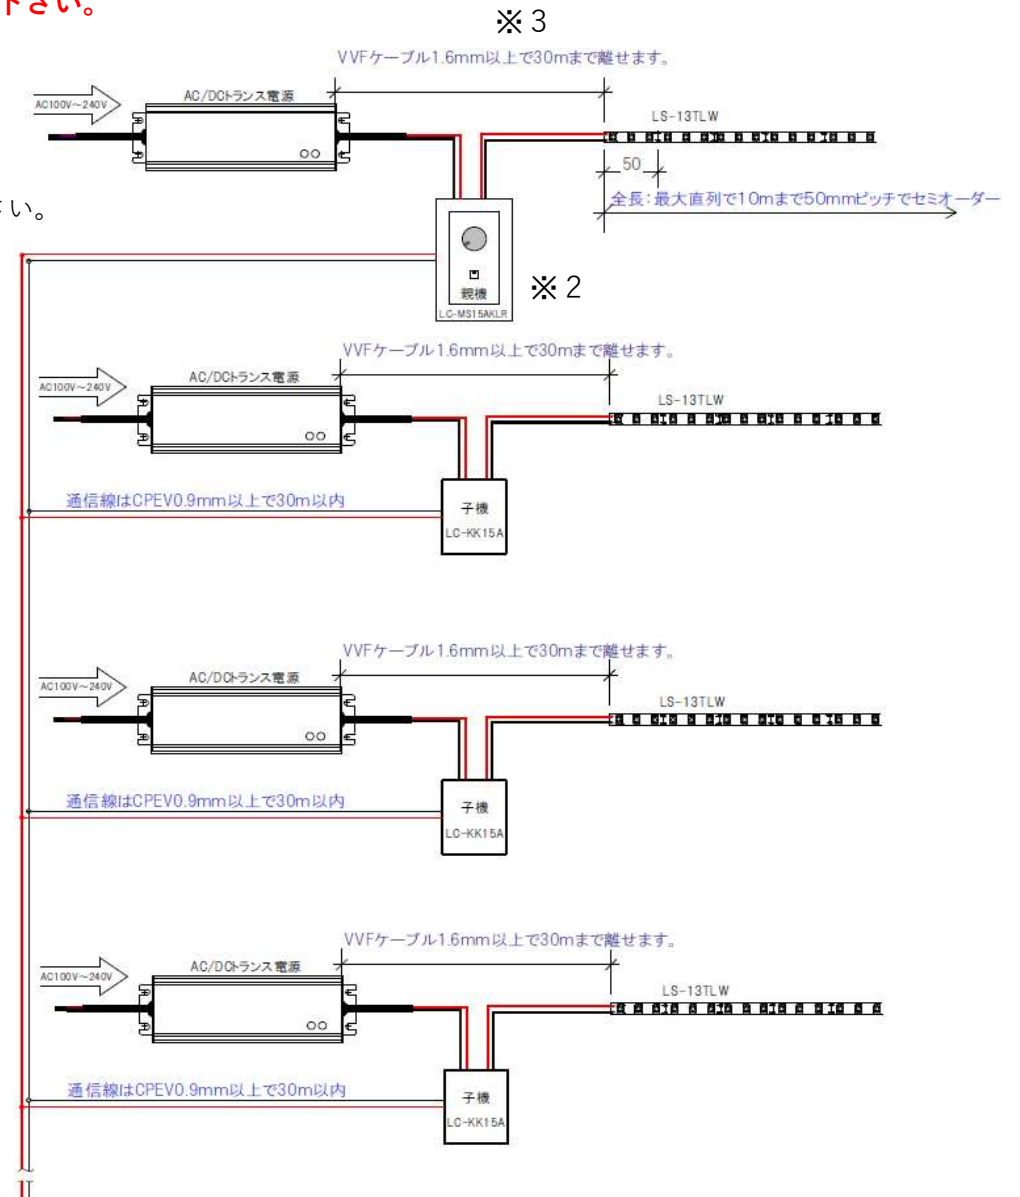 下さい。
※3
VVFケーブル1.6mm以上で30mまで離せます。
AC100V～240V
AC/DCトランス電源
LS-13TLW
50
全長：最大直列で10mまで50mmピッチでセミオーダー
さい。
親機
※2
LC-MS15AKLR
VVFケーブル1.6mm以上で30mまで離せます。
AC100V～240V
AC/DCトランス電源
LS-13TLW
通信線はCPEV0.9mm以上で30m以内
子機
LC-KK15A
VVFケーブル1.6mm以上で30mまで離せます。
AC100V～240V
AC/DCトランス電源
LS-13TLW
通信線はCPEV0.9mm以上で30m以内
子機
LC-KK15A
VVFケーブル1.6mm以上で30mまで離せます。
AC100V～240V
AC/DCトランス電源
LS-13TLW
通信線はCPEV0.9mm以上で30m以内
子機
LC-KK15A